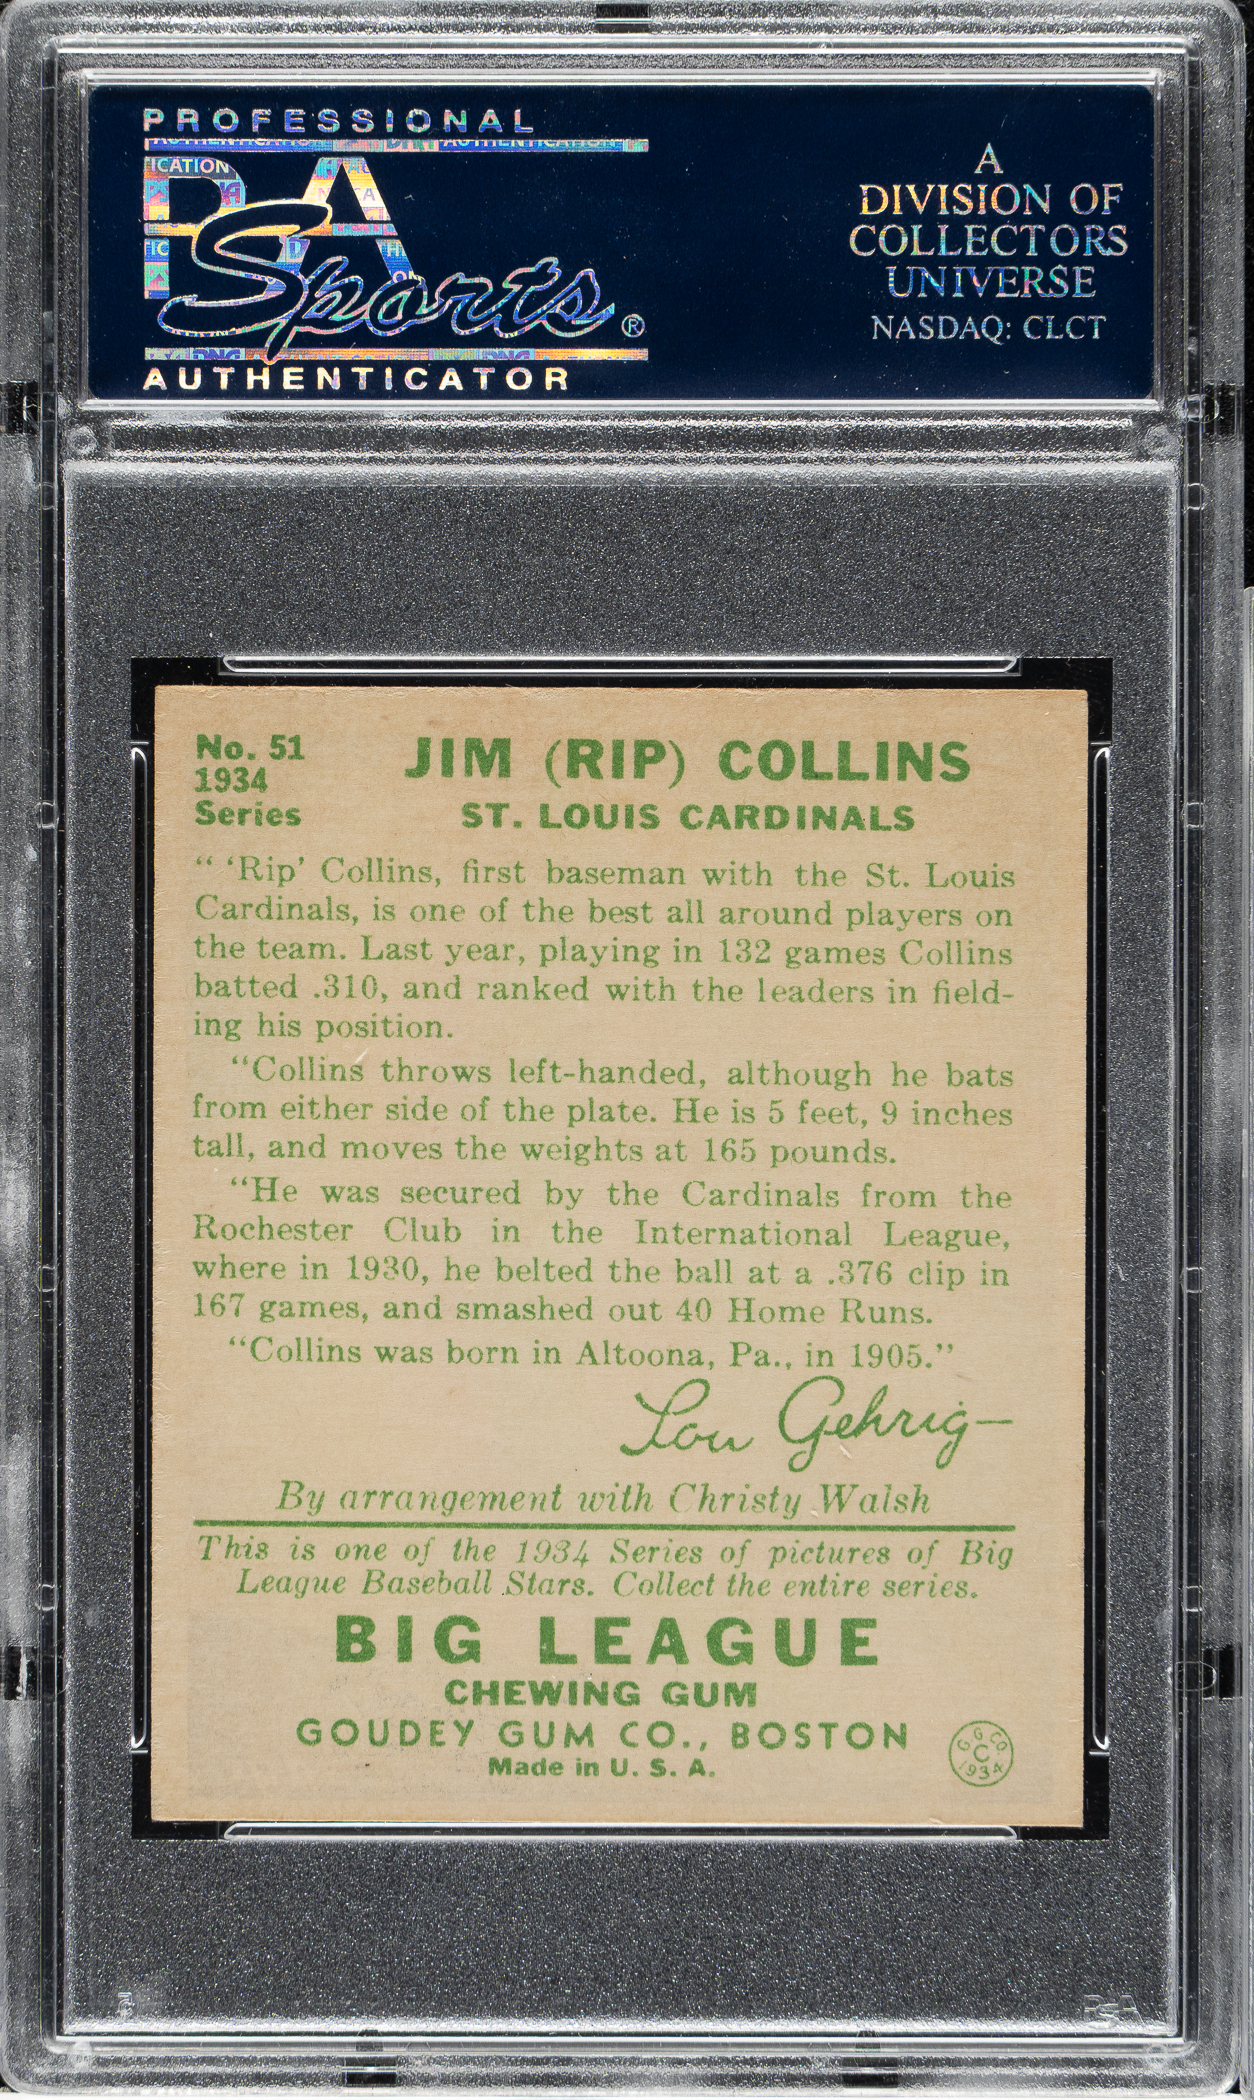 PROFESSIONAL
PSA
Sports®
AUTHENTICATOR
A
DIVISION OF
COLLECTORS
UNIVERSE
NASDAQ: CLCT
No. 51
1934
Series
JIM (RIP) COLLINS
ST. LOUIS CARDINALS
“ ‘Rip’ Collins, first baseman with the St. Louis
Cardinals, is one of the best all around players on
the team. Last year, playing in 132 games Collins
batted .310, and ranked with the leaders in field-
ing his position.
“Collins throws left-handed, although he bats
from either side of the plate. He is 5 feet, 9 inches
tall, and moves the weights at 165 pounds.
“He was secured by the Cardinals from the
Rochester Club in the International League,
where in 1930, he belted the ball at a .376 clip in
167 games, and smashed out 40 Home Runs.
“Collins was born in Altoona, Pa., in 1905.”
Lou Gehrig—
By arrangement with Christy Walsh
This is one of the 1934 Series of pictures of Big
League Baseball Stars. Collect the entire series.
BIG LEAGUE
CHEWING GUM
GOUDEY GUM CO., BOSTON
Made in U. S. A.
G. G. CO.
C
1934
PSA